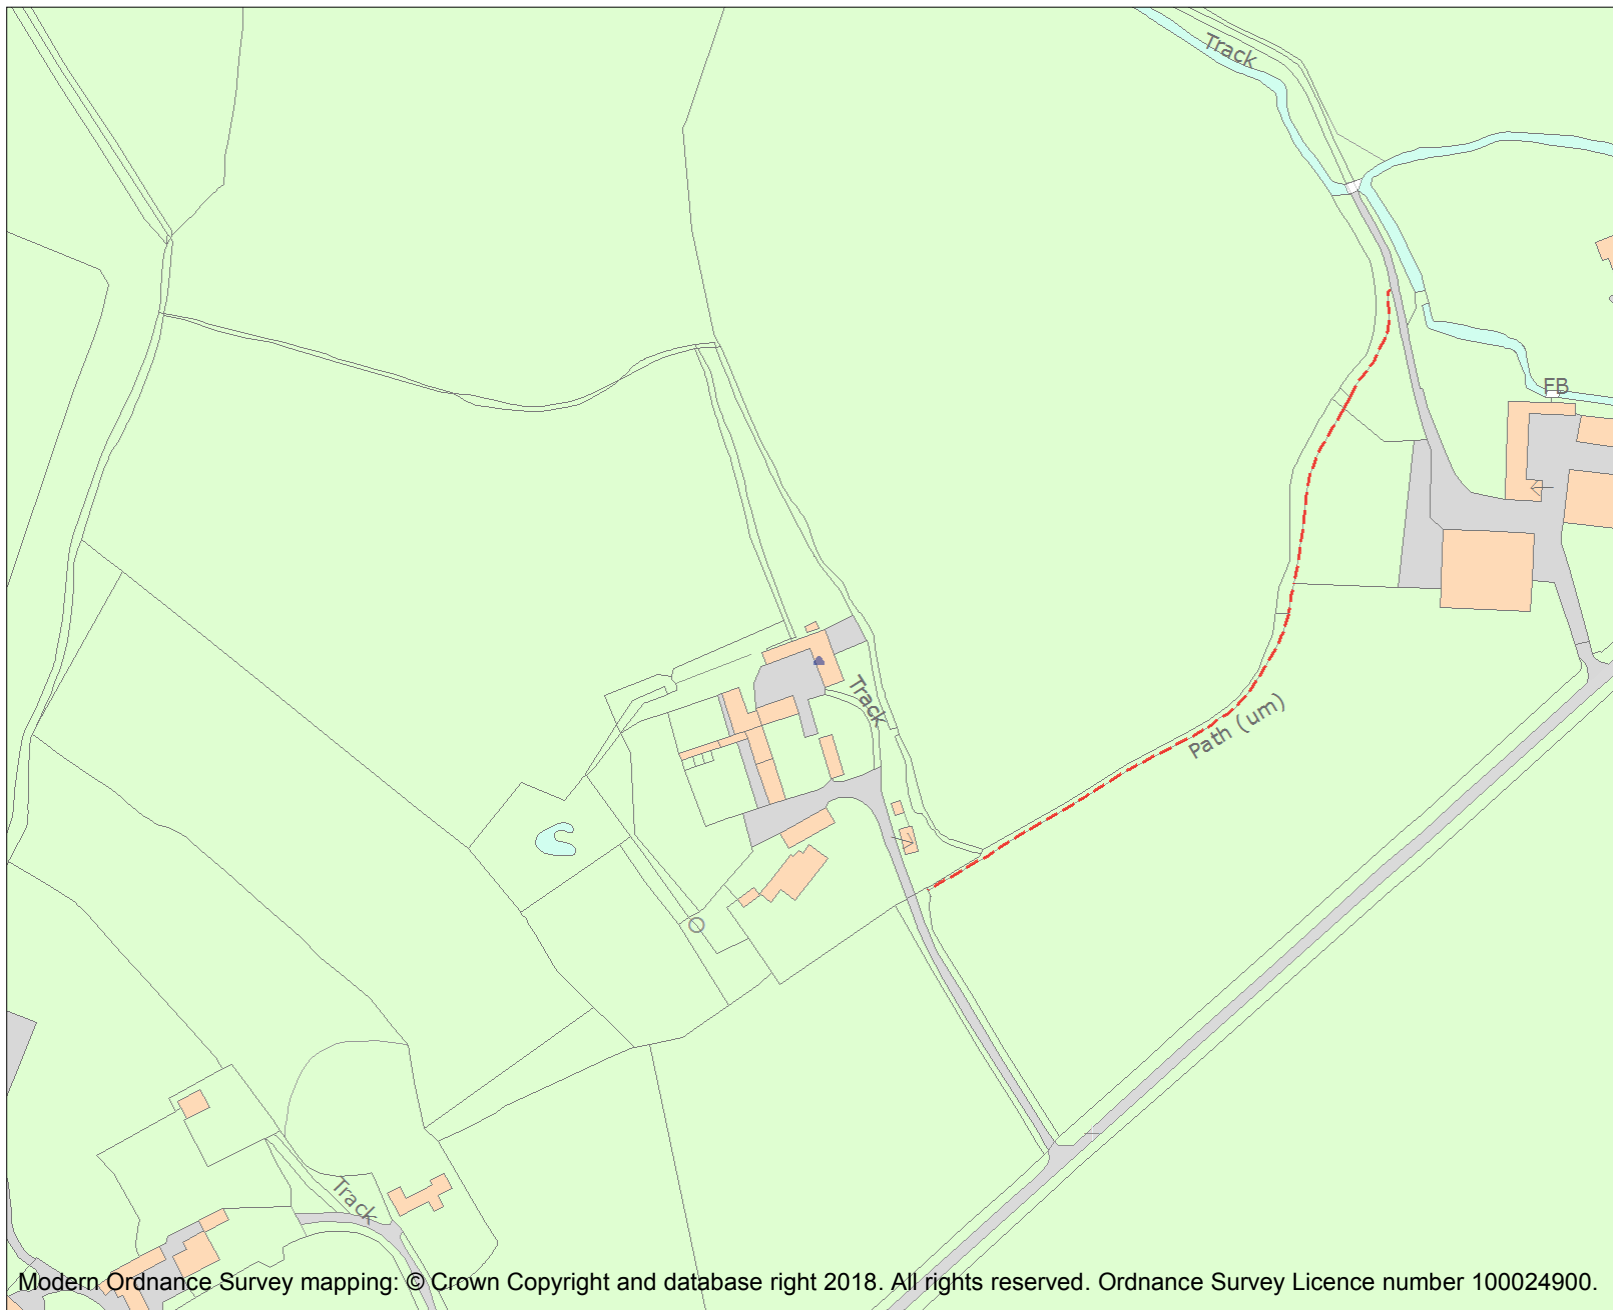 Track
FB
Track
Path (um)
Track
Modern Ordnance Survey mapping: © Crown Copyright and database right 2018. All rights reserved. Ordnance Survey Licence number 100024900.